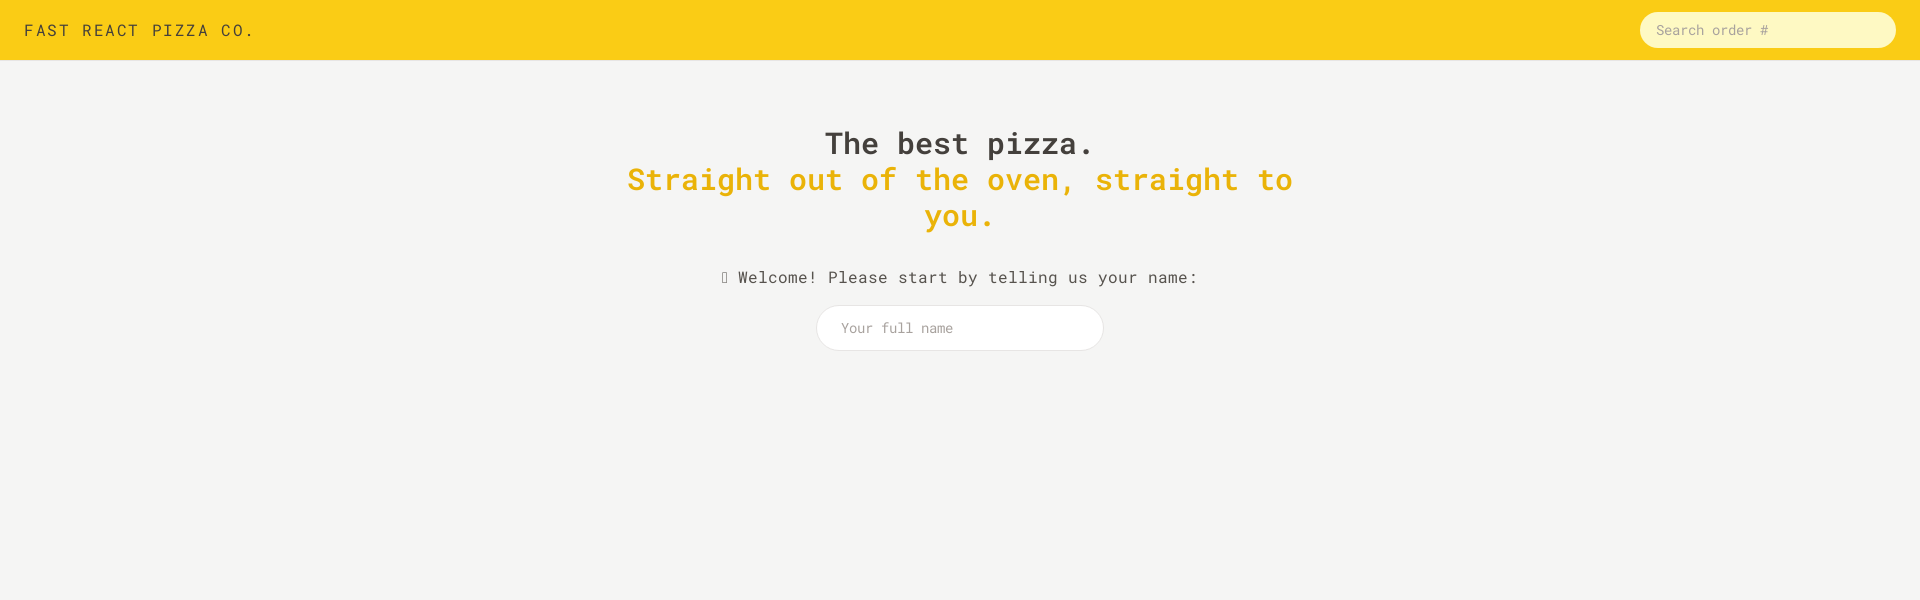 FAST REACT PIZZA CO.
Search order #
The best pizza.
Straight out of the oven, straight to
you.
Welcome! Please start by telling us your name:
Your full name